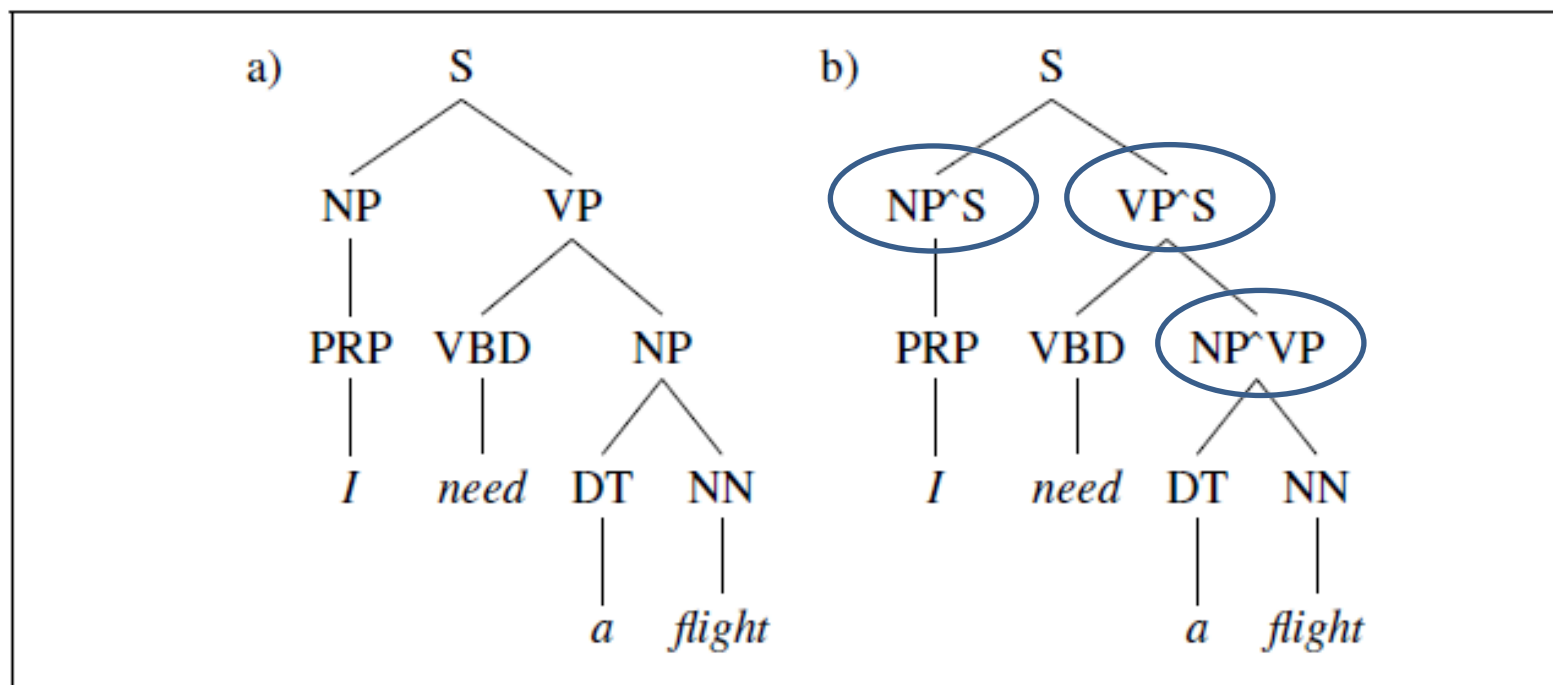 a) S b) S
NP VP NP^S VP^S
PRP VBD NP PRP VBD NP^VP
I need DT NN I need DT NN
a flight a flight